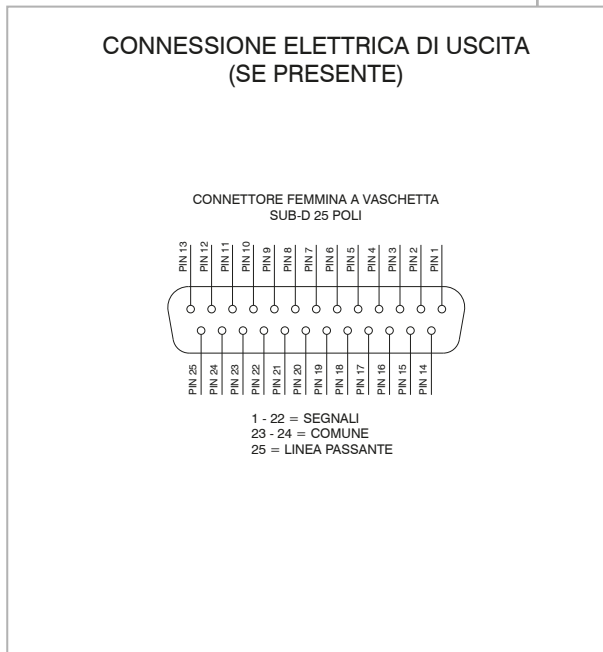 CONNESSIONE ELETTRICA DI USCITA
(SE PRESENTE)
CONNETTORE FEMMINA A VASCHETTA
SUB-D 25 POLI
PIN 13
PIN 12
PIN 11
PIN 10
PIN 9
PIN 8
PIN 7
PIN 6
PIN 5
PIN 4
PIN 3
PIN 2
PIN 1
PIN 25
PIN 24
PIN 23
PIN 22
PIN 21
PIN 20
PIN 19
PIN 18
PIN 17
PIN 16
PIN 15
PIN 14
1 - 22 = SEGNALI
23 - 24 = COMUNE
25 = LINEA PASSANTE